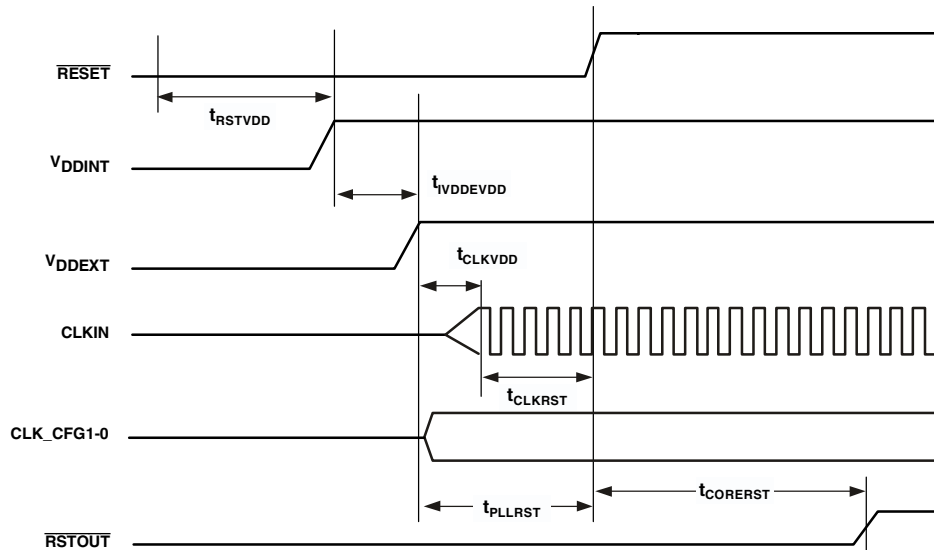 RESET
tRSTVDD
VDDINT
tIVDDEVDD
VDDEXT
tCLKVDD
CLKIN
tCLKRST
CLK_CFG1-0
tPLLRST
tCORERST
RSTOUT